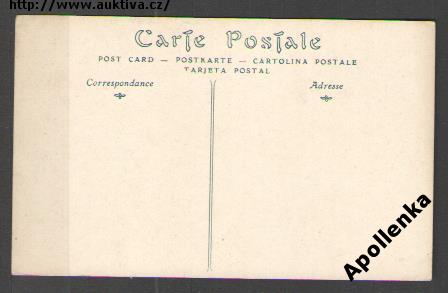 http://www.auktiva.cz/
Carte Postale
POST CARD — POSTKARTE — CARTOLINA POSTALE
TARJETA POSTAL
Correspondance
Adresse
Apollenka